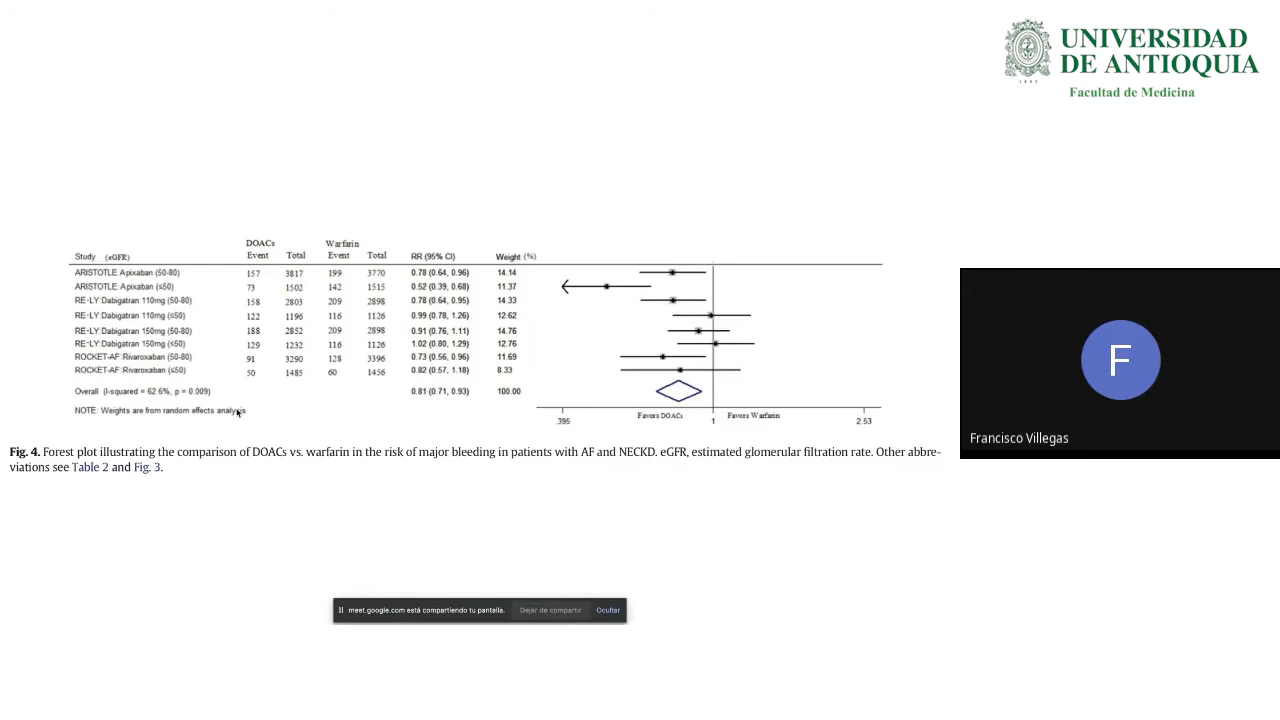 UNIVERSIDAD
DE ANTIOQUIA
1803
Facultad de Medicina
DOACs Warfarin
Study (eGFR) Event Total Event Total RR (95% CI) Weight (%)
ARISTOTLE:Apixaban (50-80) 157 3817 199 3770 0.78 (0.64, 0.96) 14.14
ARISTOTLE:Apixaban (≤50) 73 1502 142 1515 0.52 (0.39, 0.68) 11.37
RE-LY:Dabigatran 110mg (50-80) 158 2803 209 2898 0.78 (0.64, 0.95) 14.33
RE-LY:Dabigatran 110mg (≤50) 122 1196 116 1126 0.99 (0.78, 1.26) 12.62
RE-LY:Dabigatran 150mg (50-80) 188 2852 209 2898 0.91 (0.76, 1.11) 14.76
RE-LY:Dabigatran 150mg (≤50) 129 1232 116 1126 1.02 (0.80, 1.29) 12.76
ROCKET-AF:Rivaroxaban (50-80) 91 3290 128 3396 0.73 (0.56, 0.96) 11.69
ROCKET-AF:Rivaroxaban (≤50) 50 1485 60 1456 0.82 (0.57, 1.18) 8.33
Overall (I-squared = 62.6%, p = 0.009) 0.81 (0.71, 0.93) 100.00
NOTE: Weights are from random effects analysis
Favors DOACs Favors Warfarin
.395 1 2.53
Fig. 4. Forest plot illustrating the comparison of DOACs vs. warfarin in the risk of major bleeding in patients with AF and NECKD. eGFR, estimated glomerular filtration rate. Other abbre-
viations see Table 2 and Fig. 3.
F
Francisco Villegas
meet.google.com está compartiendo tu pantalla. Dejar de compartir Ocultar